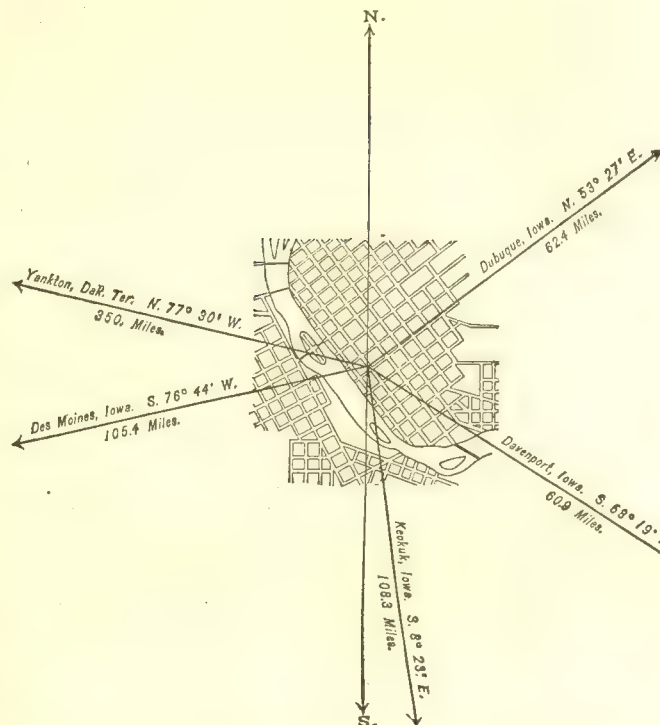 N.
Dubuque, Iowa. N. 53° 27' E.
62.4 Miles.
Yankton, Dak. Ter. N. 77° 30' W.
350. Miles.
Des Moines, Iowa. S. 76° 44' W.
105.4 Miles.
Davenport, Iowa. S. 19'
60.9 Miles.
Keokuk, Iowa. S. 8° 23' E.
108.3 Miles.
S.